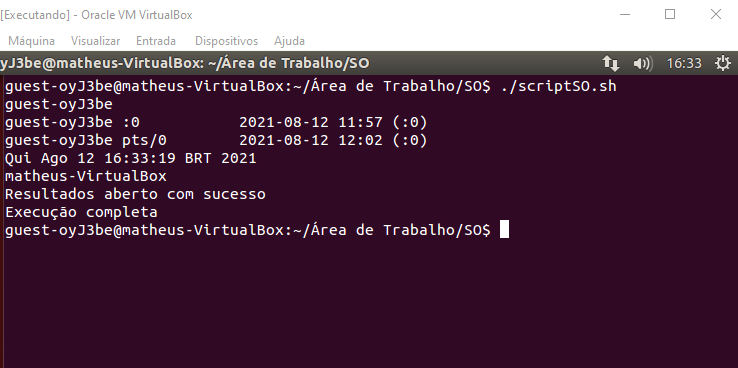 [Executando] - Oracle VM VirtualBox
Máquina Visualizar Entrada Dispositivos Ajuda
yJ3be@matheus-VirtualBox: ~/Área de Trabalho/SO 16:33
guest-oyJ3be@matheus-VirtualBox:~/Área de Trabalho/SO$ ./scriptSO.sh
guest-oyJ3be
guest-oyJ3be :0 2021-08-12 11:57 (:0)
guest-oyJ3be pts/0 2021-08-12 12:02 (:0)
Qui Ago 12 16:33:19 BRT 2021
matheus-VirtualBox
Resultados aberto com sucesso
Execução completa
guest-oyJ3be@matheus-VirtualBox:~/Área de Trabalho/SO$